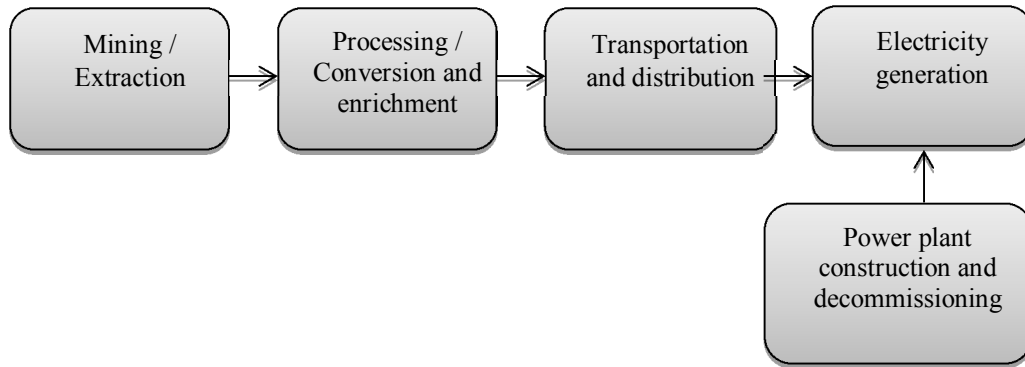 Mining /
Extraction
Processing /
Conversion and
enrichment
Transportation
and distribution
Electricity
generation
Power plant
construction and
decommissioning